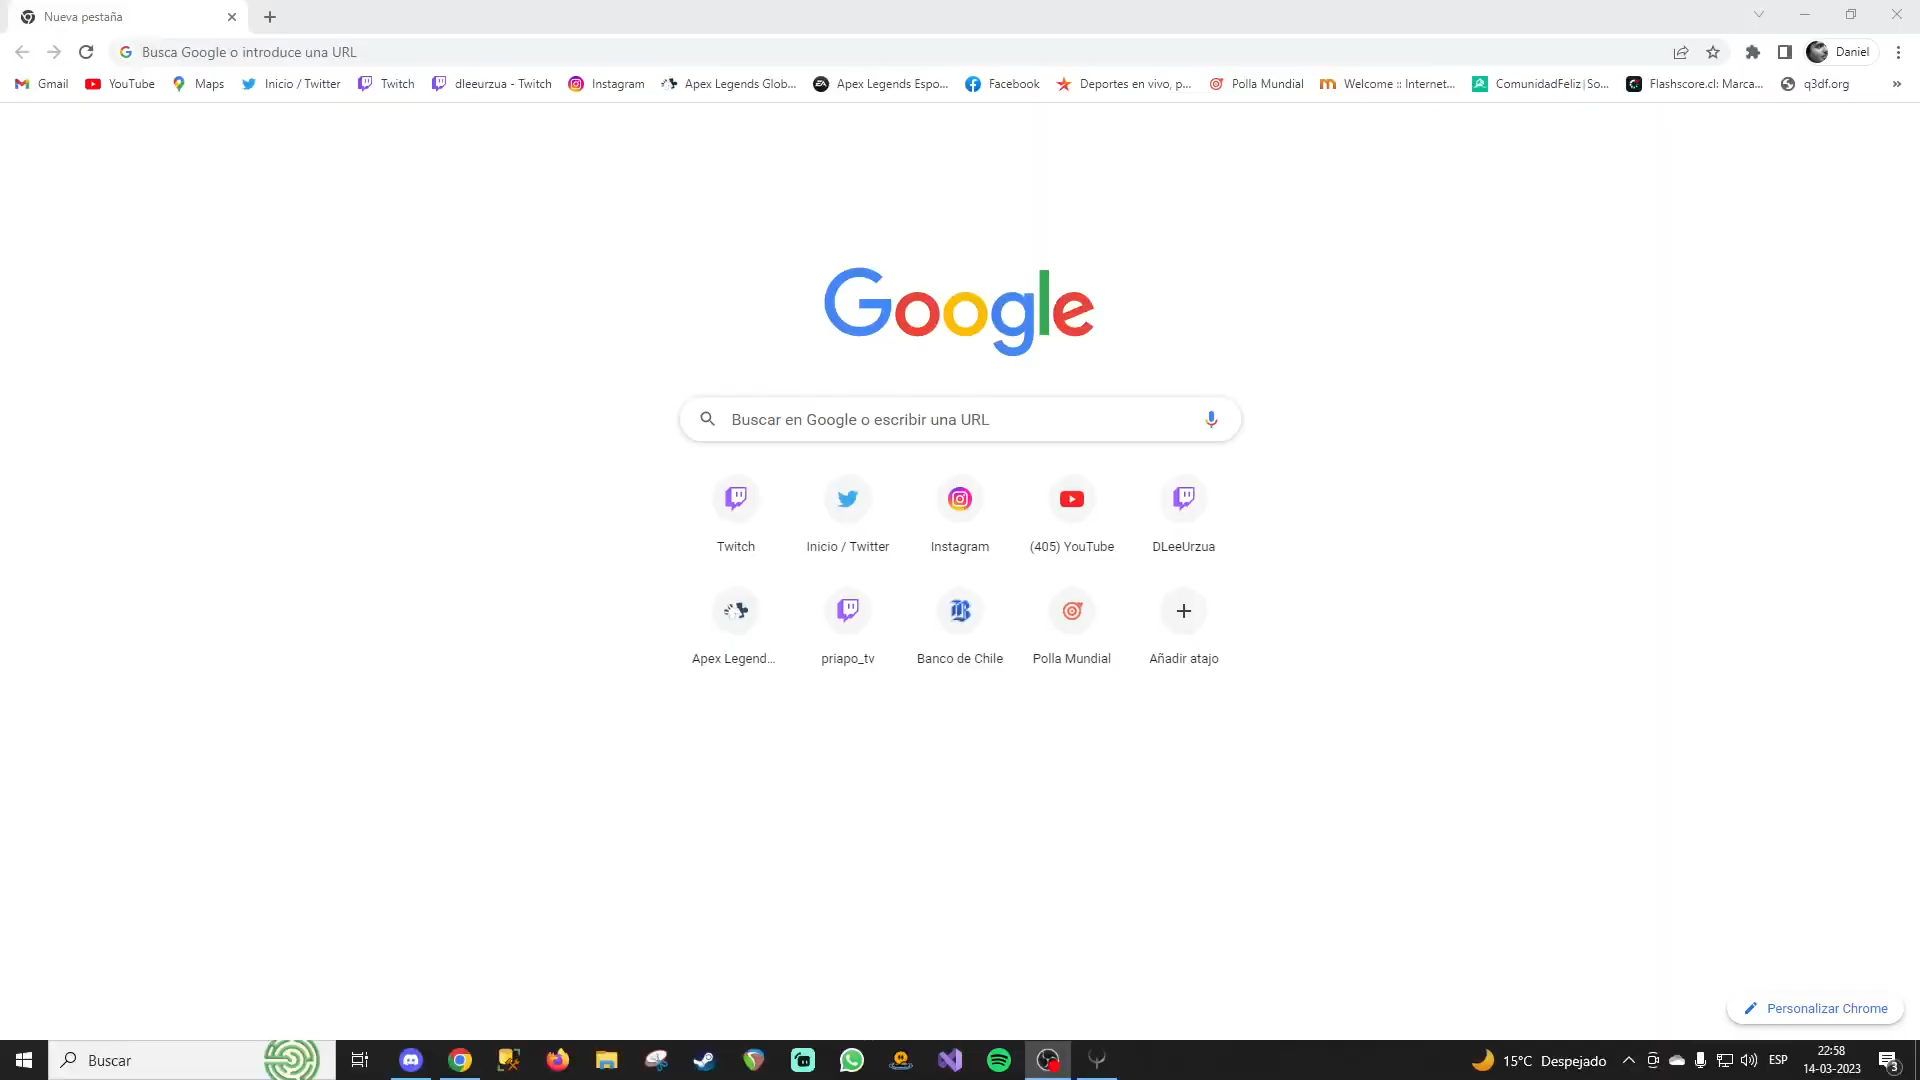 Nueva pestaña
Busca Google o introduce una URL
Daniel
Gmail
YouTube
Maps
Inicio / Twitter
Twitch
dleeurzua - Twitch
Instagram
Apex Legends Glob...
Apex Legends Espo...
Facebook
Deportes en vivo, p...
Polla Mundial
Welcome :: Internet...
ComunidadFeliz | So...
Flashscore.cl: Marca...
q3df.org
»
Google
Buscar en Google o escribir una URL
Twitch
Inicio / Twitter
Instagram
(405) YouTube
DLeeUrzua
Apex Legend...
priapo_tv
Banco de Chile
Polla Mundial
Añadir atajo
Personalizar Chrome
Buscar
15°C Despejado
ESP
22:58
14-03-2023
3